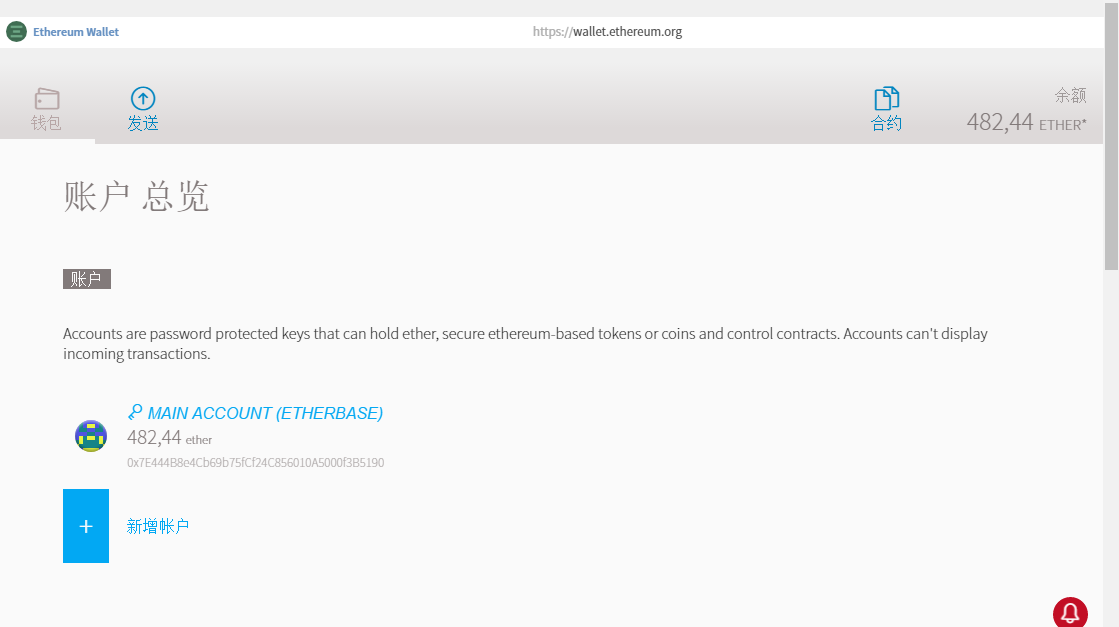 Ethereum Wallet
https://wallet.ethereum.org
钱包
发送
合约
余额
482,44 ETHER*
账户 总览
账户
Accounts are password protected keys that can hold ether, secure ethereum-based tokens or coins and control contracts. Accounts can't display
incoming transactions.
MAIN ACCOUNT (ETHERBASE)
482,44 ether
0x7E444B8e4Cb69b75fCf24C856010A5000f3B5190
+
新增帐户